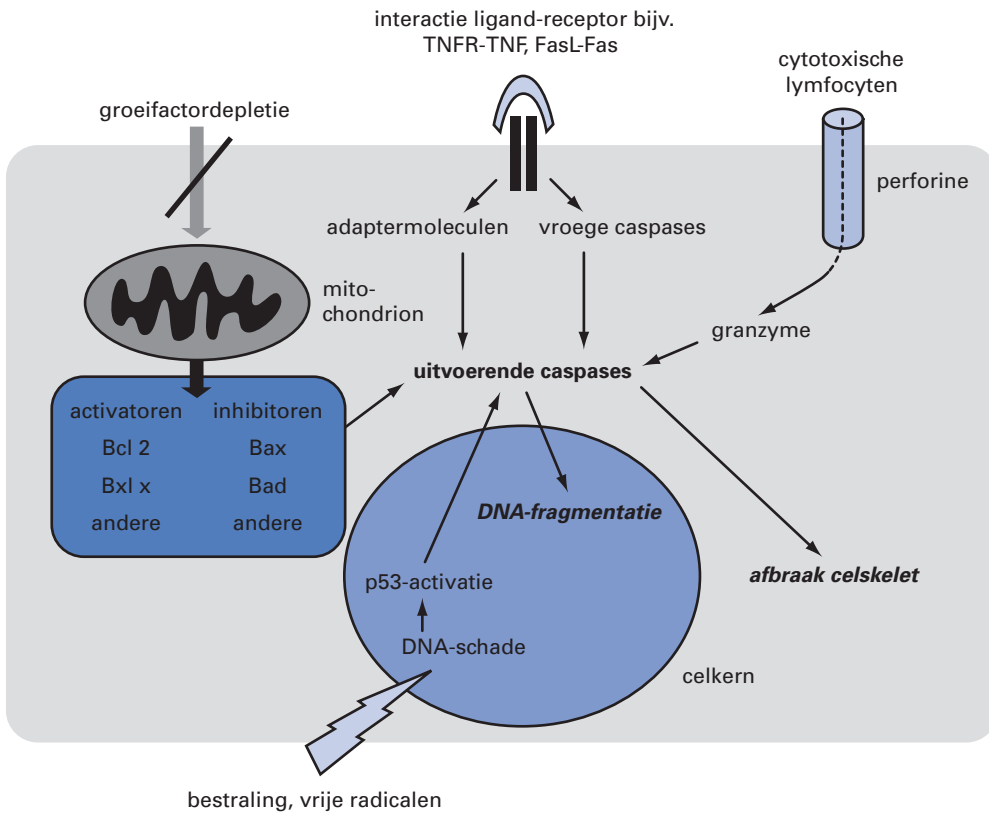 interactie ligand-receptor bijv.
TNFR-TNF, FasL-Fas
cytotoxische
lymfocyten
groeifactordepletie
perforine
adaptermoleculen
vroege caspases
mito-
chondrion
granzyme
uitvoerende caspases
activatoren inhibitoren
Bcl 2 Bax
Bxl x Bad
andere andere
DNA-fragmentatie
p53-activatie
afbraak celskelet
DNA-schade
celkern
bestraling, vrije radicalen